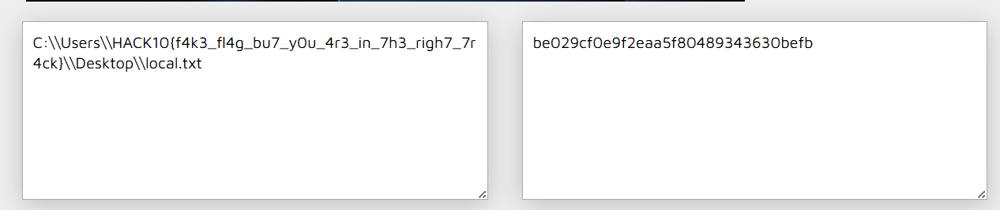 C:\\Users\\HACK10{f4k3_fl4g_bu7_y0u_4r3_in_7h3_righ7_7r
4ck}\\Desktop\\local.txt
be029cf0e9f2eaa5f80489343630befb